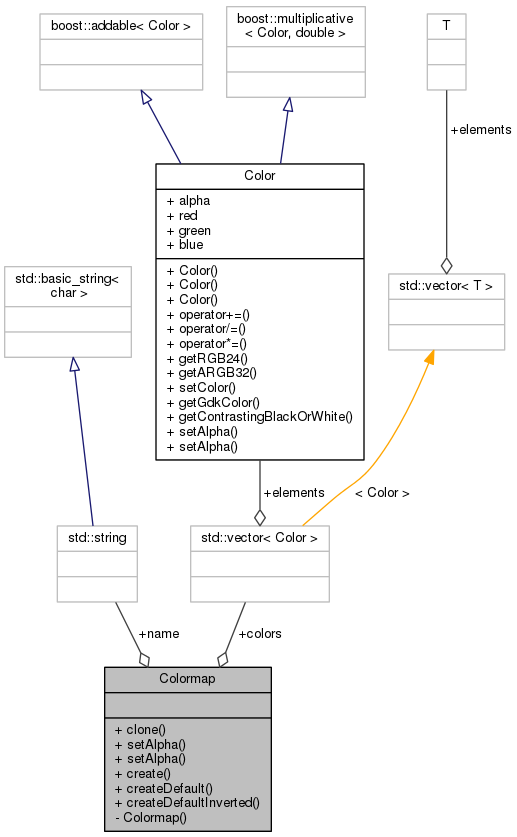 boost::addable< Color >
boost::multiplicative
< Color, double >
T
+elements
Color
+ alpha
+ red
+ green
+ blue
+ Color()
+ Color()
+ Color()
+ operator+=()
+ operator/=()
+ operator*=()
+ getRGB24()
+ getARGB32()
+ setColor()
+ getGdkColor()
+ getContrastingBlackOrWhite()
+ setAlpha()
+ setAlpha()
std::basic_string<
char >
std::vector< T >
+elements
< Color >
std::string
std::vector< Color >
+name
+colors
Colormap
+ clone()
+ setAlpha()
+ setAlpha()
+ create()
+ createDefault()
+ createDefaultInverted()
- Colormap()